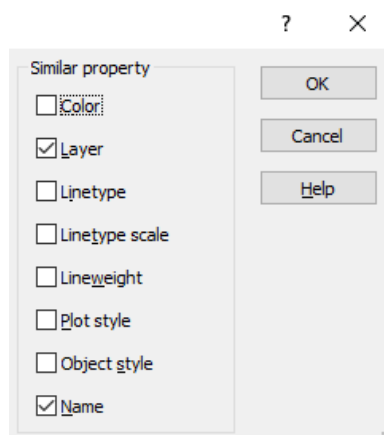 ?
Similar property
OK
Color
Cancel
Layer
Help
Linetype
Linetype scale
Lineweight
Plot style
Object style
Name